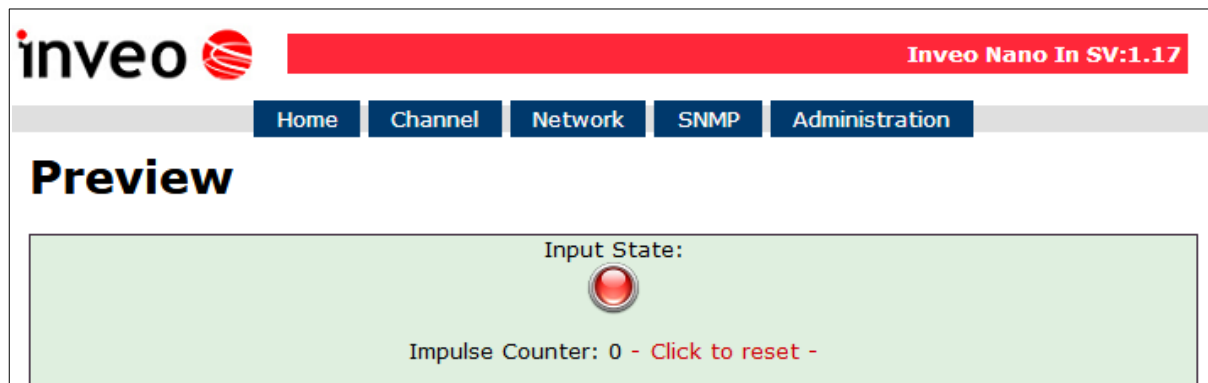 inveo
Inveo Nano In SV:1.17
Home Channel Network SNMP Administration
Preview
Input State:
Impulse Counter: 0 - Click to reset -